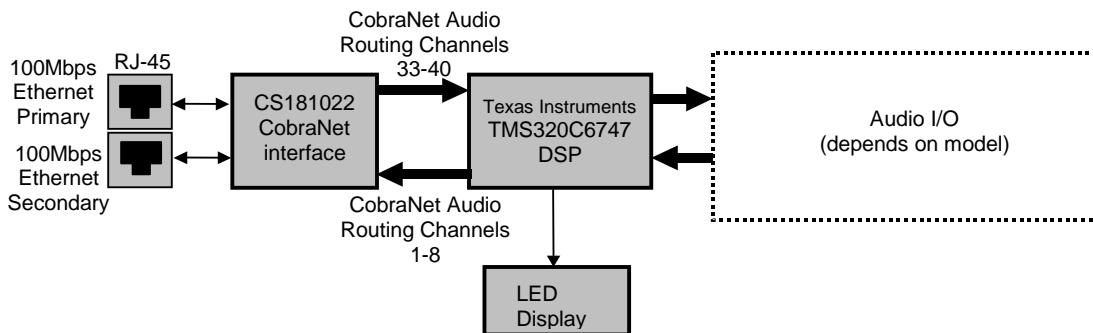 CobraNet Audio
Routing Channels
33-40
RJ-45
100Mbps
Ethernet
Primary
100Mbps
Ethernet
Secondary
CS181022
CobraNet
interface
Texas Instruments
TMS320C6747
DSP
Audio I/O
(depends on model)
CobraNet Audio
Routing Channels
1-8
LED
Display